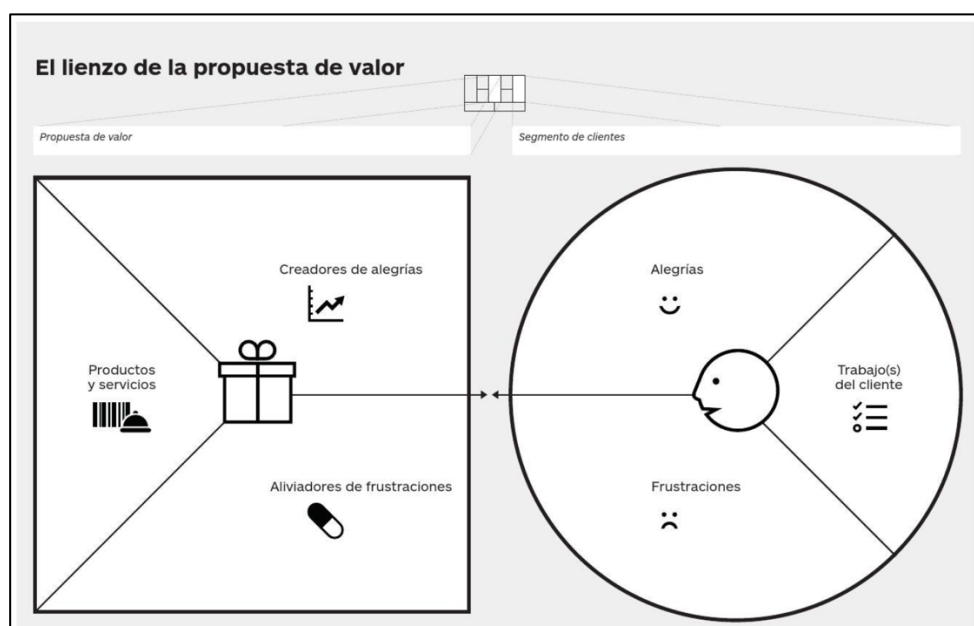 El lienzo de la propuesta de valor
Propuesta de valor
Segmento de clientes
Creadores de alegrías
Productos
y servicios
Aliviadores de frustraciones
Alegrías
Trabajo(s)
del cliente
Frustraciones